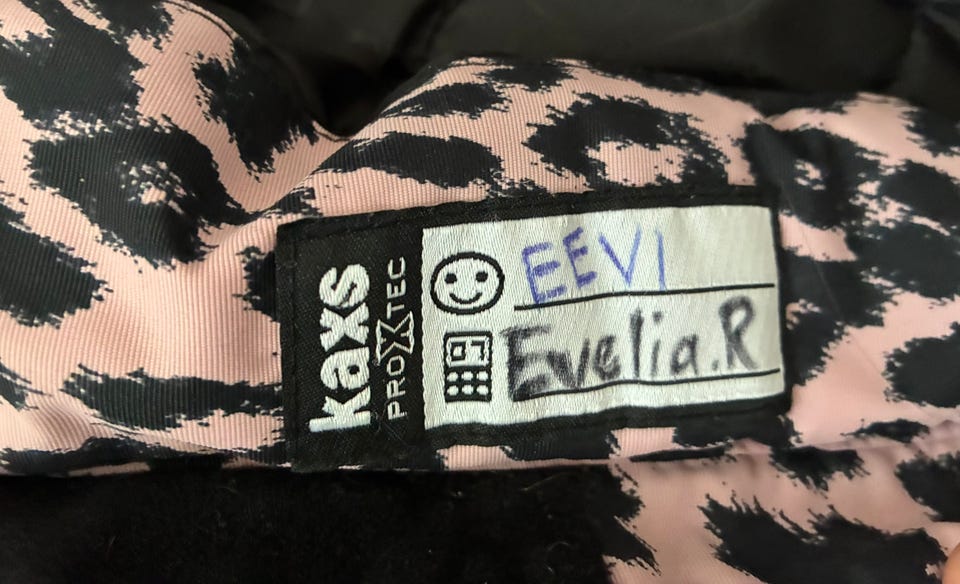 kaxs
PROXTEC
EEVI
Evelia.R